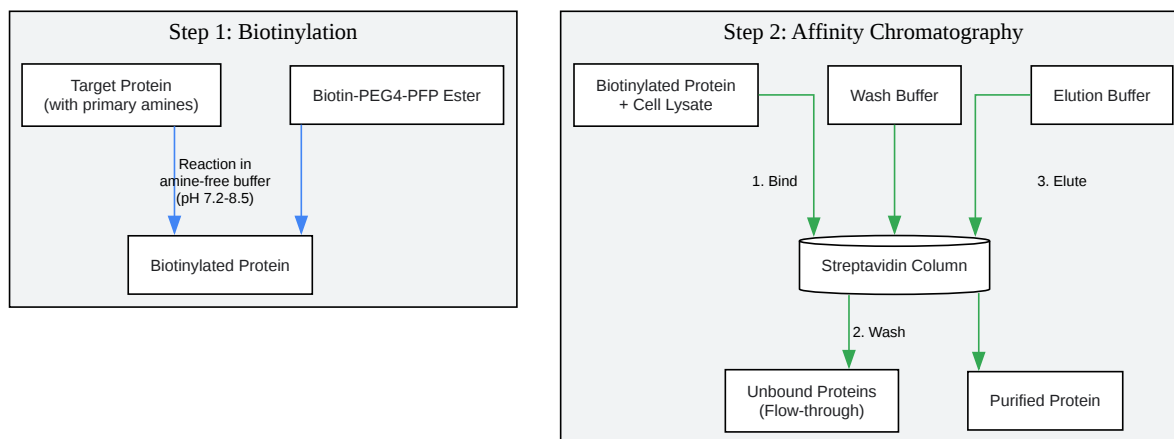 Step 1: Biotinylation
Target Protein
(with primary amines)
Biotin-PEG4-PFP Ester
Reaction in
amine-free buffer
(pH 7.2-8.5)
Biotinylated Protein
Step 2: Affinity Chromatography
Biotinylated Protein
+ Cell Lysate
Wash Buffer
Elution Buffer
1. Bind
3. Elute
Streptavidin Column
2. Wash
Unbound Proteins
(Flow-through)
Purified Protein